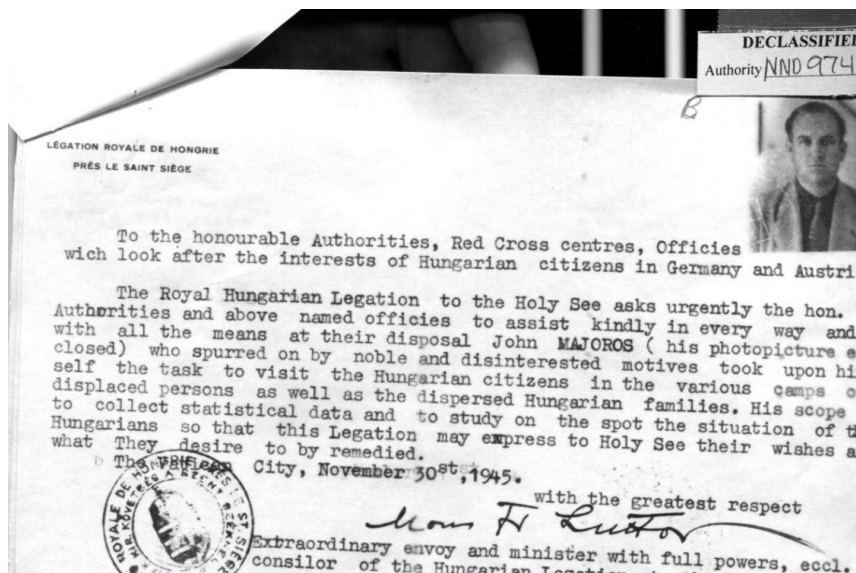 DECLASSIFIE
Authority NND 974
B
LÉGATION ROYALE DE HONGRIE
PRÈS LE SAINT SIÈGE
To the honourable Authorities, Red Cross centres, Officies
wich look after the interests of Hungarian citizens in Germany and Austri
The Royal Hungarian Legation to the Holy See asks urgently the hon.
Authorities and above named officies to assist kindly in every way and
with all the means at their disposal John MAJOROS ( his photopicture e
closed) who spurred on by noble and disinterested motives took upon hi
self the task to visit the Hungarian citizens in the various camps o
displaced persons as well as the dispersed Hungarian families. His scope
to collect statistical data and to study on the spot the situation of t
Hungarians so that this Legation may express to Holy See their wishes a
what They desire to by remedied.
The Vatican City, November 30st,1945.
with the greatest respect
Extraordinary envoy and minister with full powers, eccl.
consilor of the Hungarian Legation